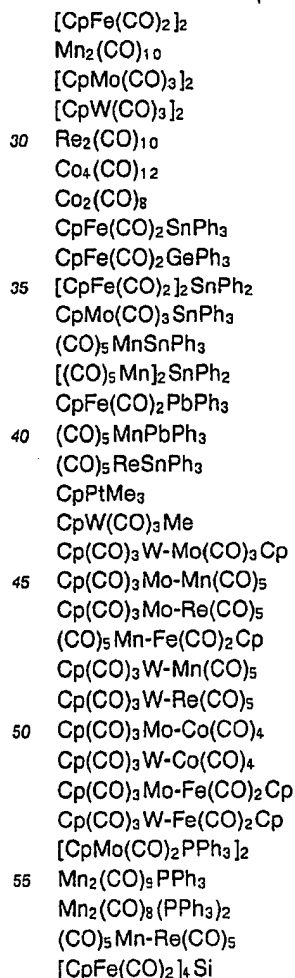 [CpFe(CO)₂]₂
Mn₂(CO)₁₀
[CpMo(CO)₃]₂
[CpW(CO)₃]₂
30 Re₂(CO)₁₀
Co₄(CO)₁₂
Co₂(CO)₈
CpFe(CO)₂SnPh₃
CpFe(CO)₂GePh₃
35 [CpFe(CO)₂]₂SnPh₂
CpMo(CO)₃SnPh₃
(CO)₅MnSnPh₃
[(CO)₅Mn]₂SnPh₂
CpFe(CO)₂PbPh₃
40 (CO)₅MnPbPh₃
(CO)₅ReSnPh₃
CpPtMe₃
CpW(CO)₃Me
Cp(CO)₃W-Mo(CO)₃Cp
45 Cp(CO)₃Mo-Mn(CO)₅
Cp(CO)₃Mo-Re(CO)₅
(CO)₅Mn-Fe(CO)₂Cp
Cp(CO)₃W-Mn(CO)₅
Cp(CO)₃W-Re(CO)₅
50 Cp(CO)₃Mo-Co(CO)₄
Cp(CO)₃W-Co(CO)₄
Cp(CO)₃Mo-Fe(CO)₂Cp
Cp(CO)₃W-Fe(CO)₂Cp
[CpMo(CO)₂PPh₃]₂
55 Mn₂(CO)₉PPh₃
Mn₂(CO)₈(PPh₃)₂
(CO)₅Mn-Re(CO)₅
[CpFe(CO)₂]₄Si